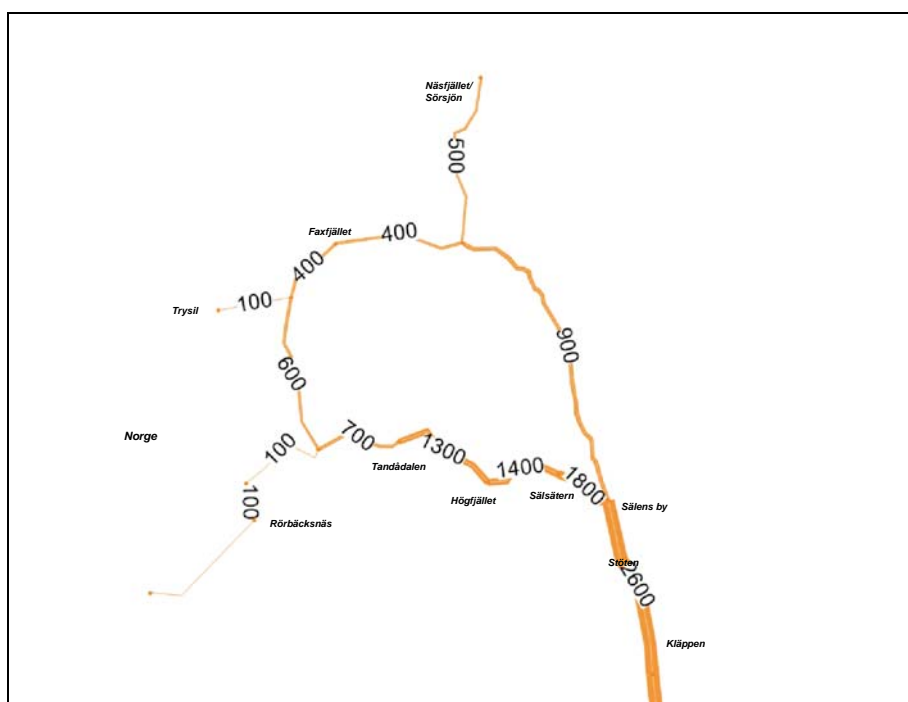 Näsfjället/
Sörsjön
500
Faxfjället
400
400
Trysil
100
900
600
Norge
100
700
Tandådalen
1300
1400
Högfjället
Sälsätern
1800
100
Rörbäcksnäs
Sälens by
Stöten
2600
Kläppen